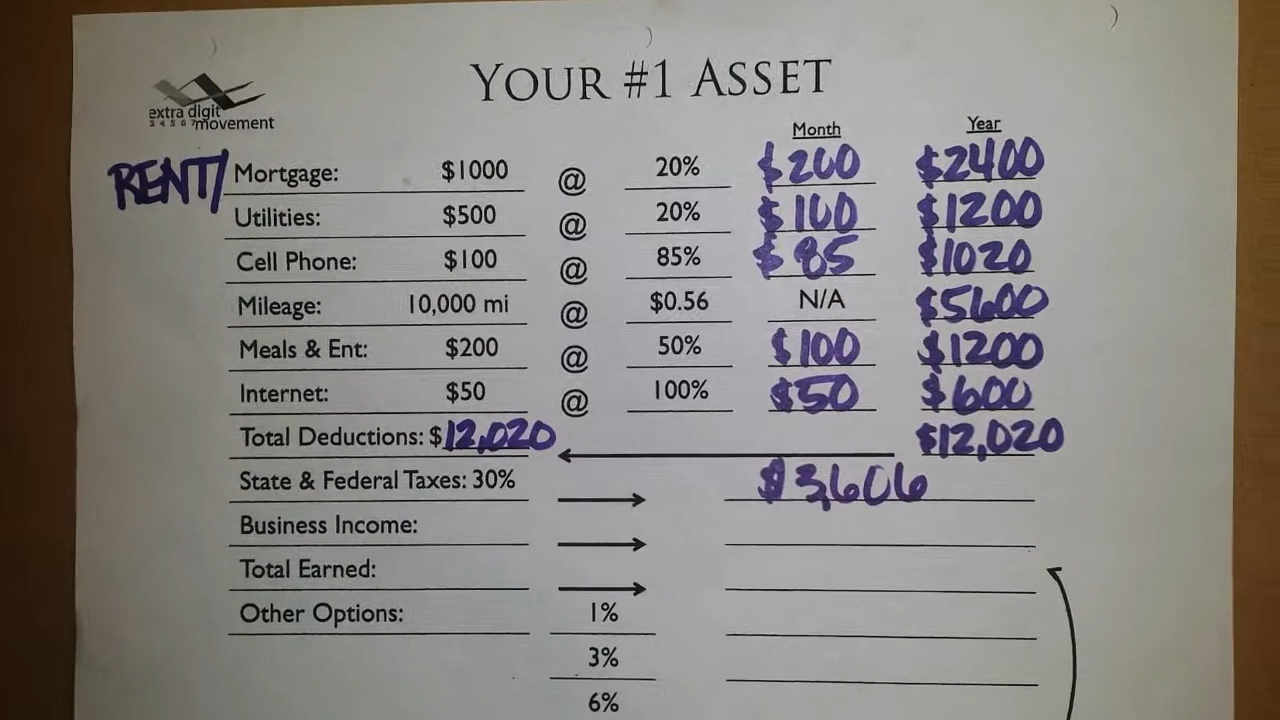 YOUR #1 ASSET
extra digit
3 4 5 6 7 movement
Month Year
RENT/ Mortgage: $1000 @ 20% $200 $2400
Utilities: $500 @ 20% $100 $1200
Cell Phone: $100 @ 85% $85 $1020
Mileage: 10,000 mi @ $0.56 N/A $5600
Meals & Ent: $200 @ 50% $100 $1200
Internet: $50 @ 100% $50 $600
Total Deductions: $12,020 $12,020
State & Federal Taxes: 30% $3,606
Business Income:
Total Earned:
Other Options: 1%
3%
6%